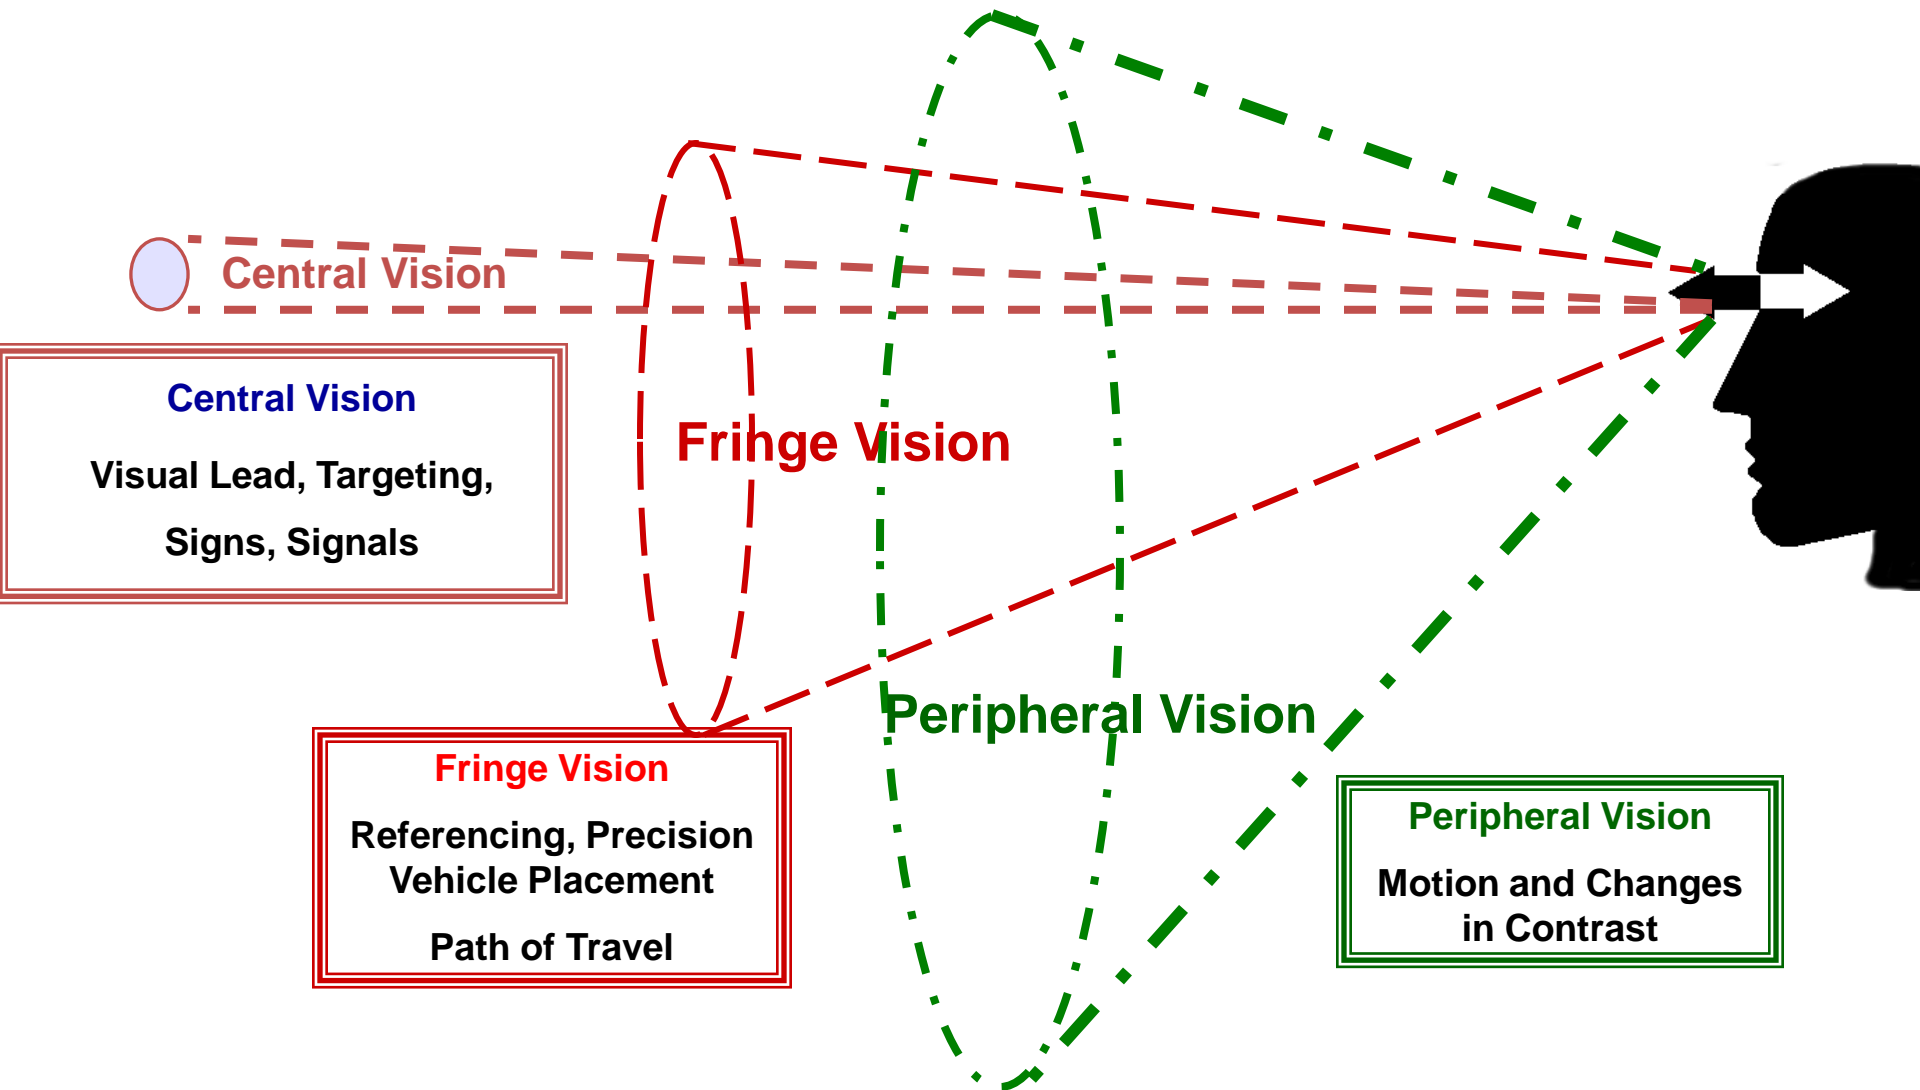 Central Vision
Central Vision
Visual Lead, Targeting,
Signs, Signals
Fringe Vision
Peripheral Vision
Fringe Vision
Referencing, Precision
Vehicle Placement
Path of Travel
Peripheral Vision
Motion and Changes
in Contrast